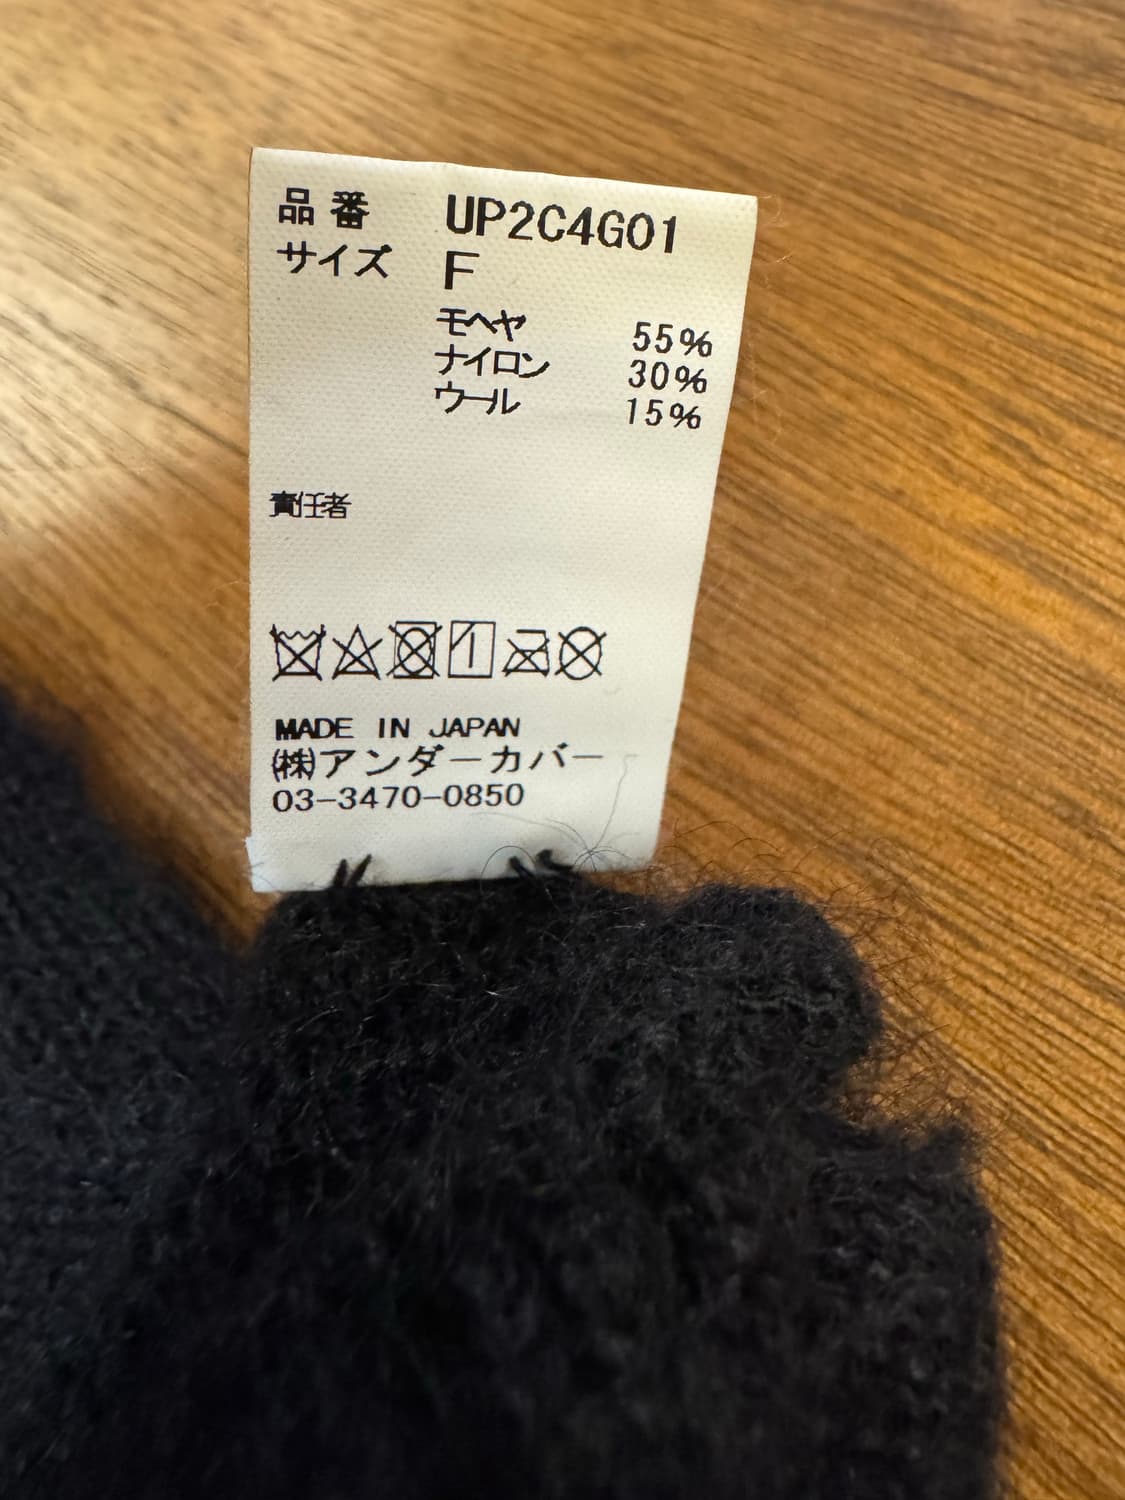 品番 UP2C4G01
サイズ F
モヘヤ 55%
ナイロン 30%
ウール 15%
責任者
MADE IN JAPAN
㈱アンダーカバー
03-3470-0850